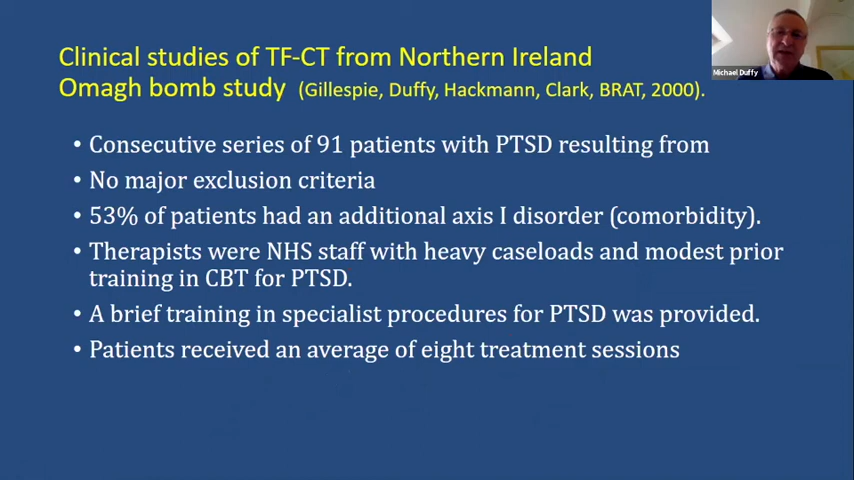 Clinical studies of TF-CT from Northern Ireland
Michael Duffy
Omagh bomb study (Gillespie, Duffy, Hackmann, Clark, BRAT, 2000).
• Consecutive series of 91 patients with PTSD resulting from
• No major exclusion criteria
• 53% of patients had an additional axis I disorder (comorbidity).
• Therapists were NHS staff with heavy caseloads and modest prior
training in CBT for PTSD.
• A brief training in specialist procedures for PTSD was provided.
• Patients received an average of eight treatment sessions